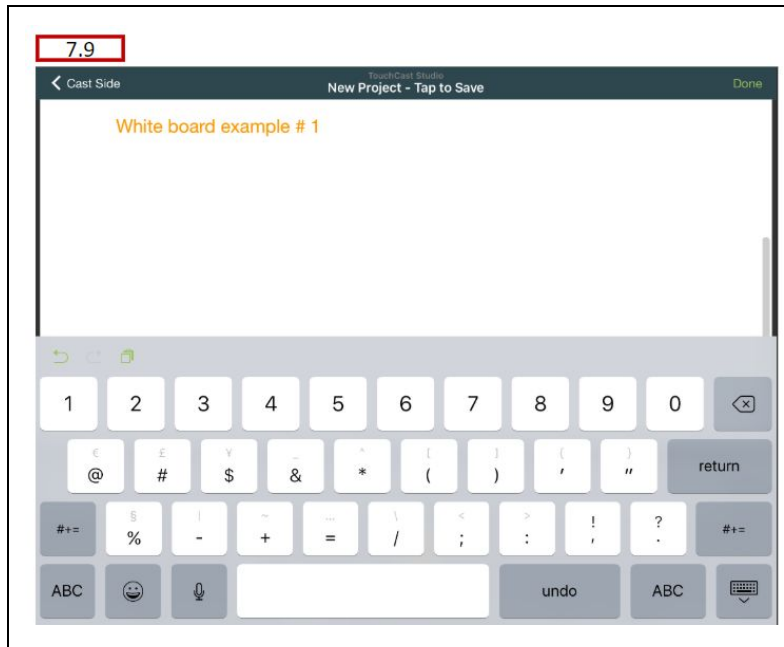 7.9
Cast Side
TouchCast Studio
New Project - Tap to Save
Done
White board example # 1
1 2 3 4 5 6 7 8 9 0
€ £ ¥ _ ^ [ ] { }
@ # $ & * ( ) ' " return
§ | ~ … \ < > ! ?
#+= % - + = / ; : , . #+=
ABC undo ABC